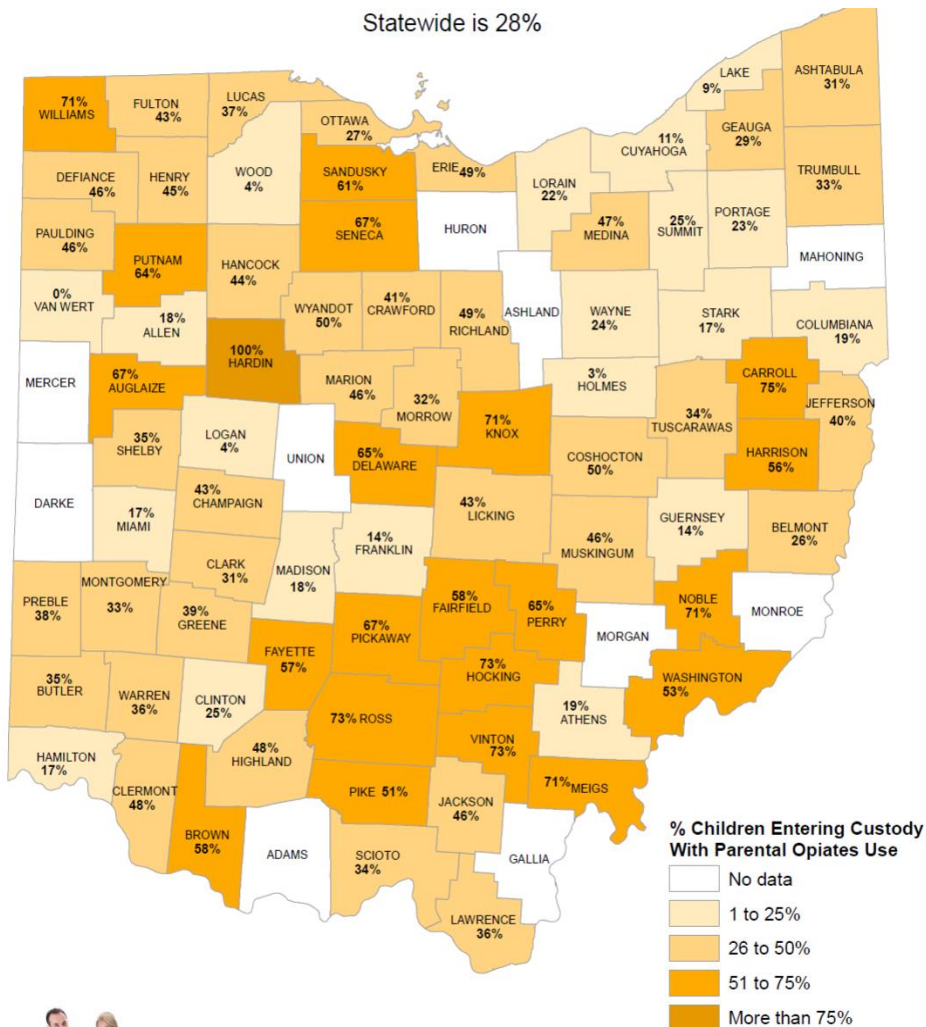 Statewide is 28%
LAKE
9%
ASHTABULA
31%
71%
WILLIAMS
FULTON
43%
LUCAS
37%
OTTAWA
27%
GEAUGA
29%
11%
CUYAHOGA
DEFIANCE
46%
HENRY
45%
WOOD
4%
SANDUSKY
61%
ERIE 49%
LORAIN
22%
TRUMBULL
33%
PAULDING
46%
PUTNAM
64%
HANCOCK
44%
67%
SENECA
HURON
47%
MEDINA
25%
SUMMIT
PORTAGE
23%
MAHONING
0%
VAN WERT
18%
ALLEN
WYANDOT
50%
41%
CRAWFORD
49%
RICHLAND
ASHLAND
WAYNE
24%
STARK
17%
COLUMBIANA
19%
MERCER
67%
AUGLAIZE
100%
HARDIN
MARION
46%
32%
MORROW
3%
HOLMES
CARROLL
75%
JEFFERSON
40%
35%
SHELBY
LOGAN
4%
UNION
65%
DELAWARE
71%
KNOX
COSHOCTON
50%
34%
TUSCARAWAS
HARRISON
56%
DARKE
17%
MIAMI
43%
CHAMPAIGN
43%
LICKING
46%
MUSKINGUM
GUERNSEY
14%
BELMONT
26%
CLARK
31%
MADISON
18%
14%
FRANKLIN
PREBLE
38%
MONTGOMERY
33%
39%
GREENE
FAYETTE
57%
67%
PICKAWAY
58%
FAIRFIELD
65%
PERRY
MORGAN
NOBLE
71%
MONROE
35%
BUTLER
WARREN
36%
CLINTON
25%
73% ROSS
73%
HOCKING
19%
ATHENS
WASHINGTON
53%
HAMILTON
17%
CLERMONT
48%
48%
HIGHLAND
VINTON
73%
BROWN
58%
ADAMS
PIKE 51%
JACKSON
46%
71% MEIGS
SCIOTO
34%
GALLIA
LAWRENCE
36%
% Children Entering Custody
With Parental Opiates Use
No data
1 to 25%
26 to 50%
51 to 75%
More than 75%